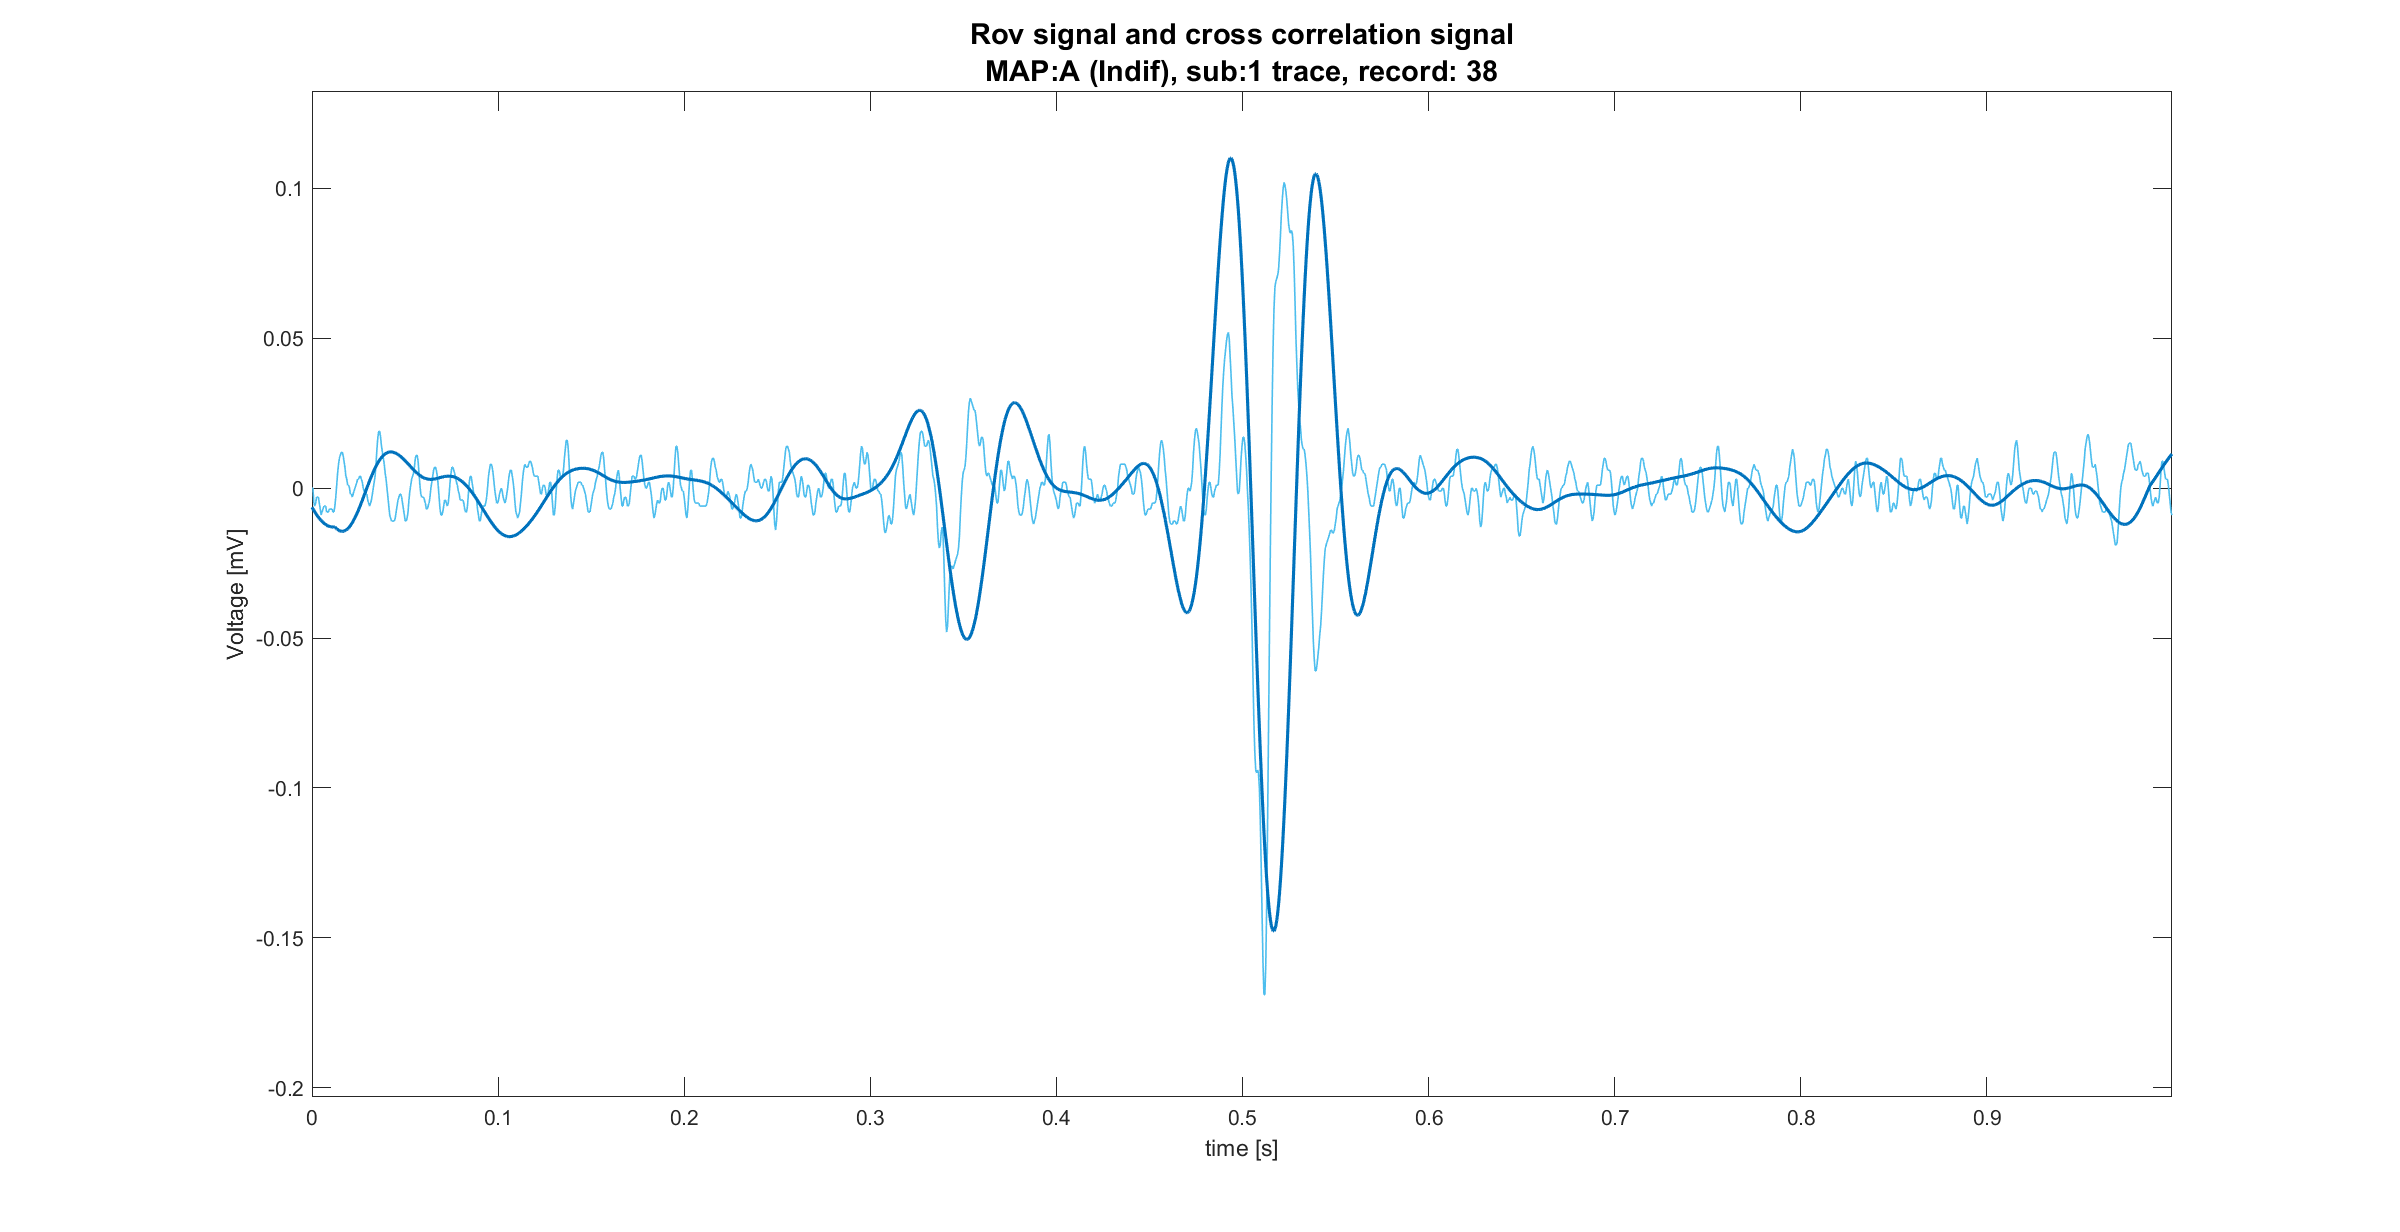 Rov signal and cross correlation signal
MAP:A (Indif), sub:1 trace, record: 38
0.1
0.05
0
-0.05
-0.1
-0.15
-0.2
Voltage [mV]
0 0.1 0.2 0.3 0.4 0.5 0.6 0.7 0.8 0.9
time [s]